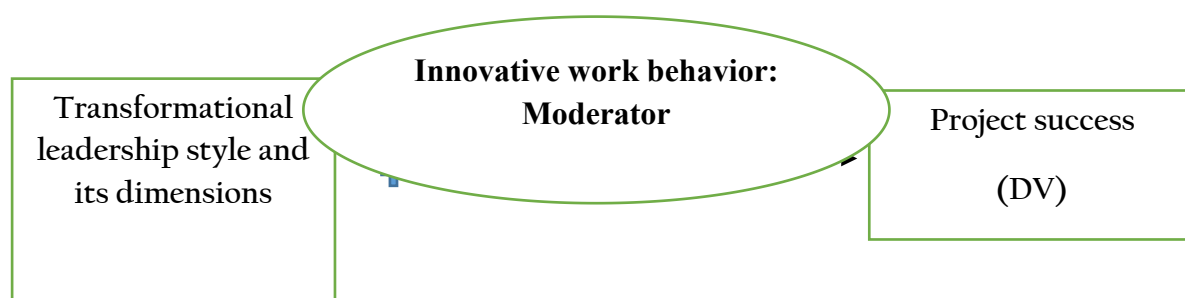 Transformational
leadership style and
its dimensions
Innovative work behavior:
Moderator
Project success
(DV)